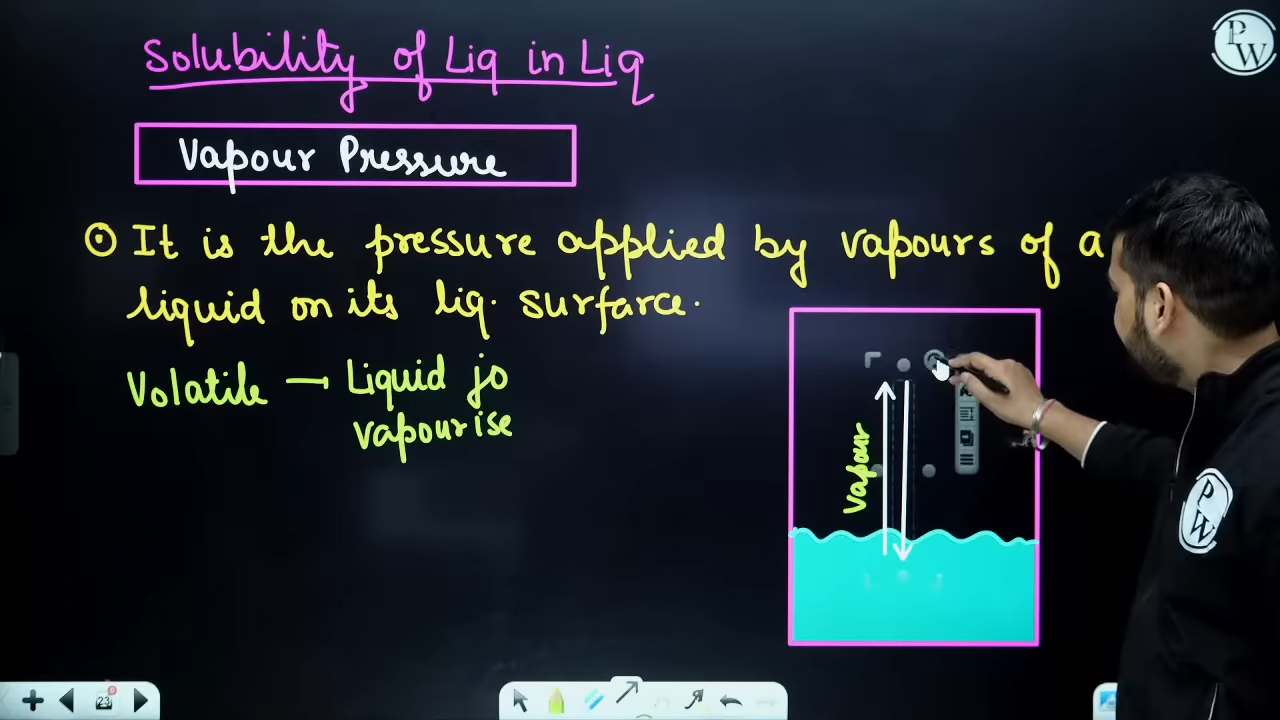 Solubility of Liq in Liq
Vapour Pressure
It is the pressure applied by vapours of a
liquid on its liq. surface.
Volatile — Liquid jo
vapourise
Vapour
PW
PW
23